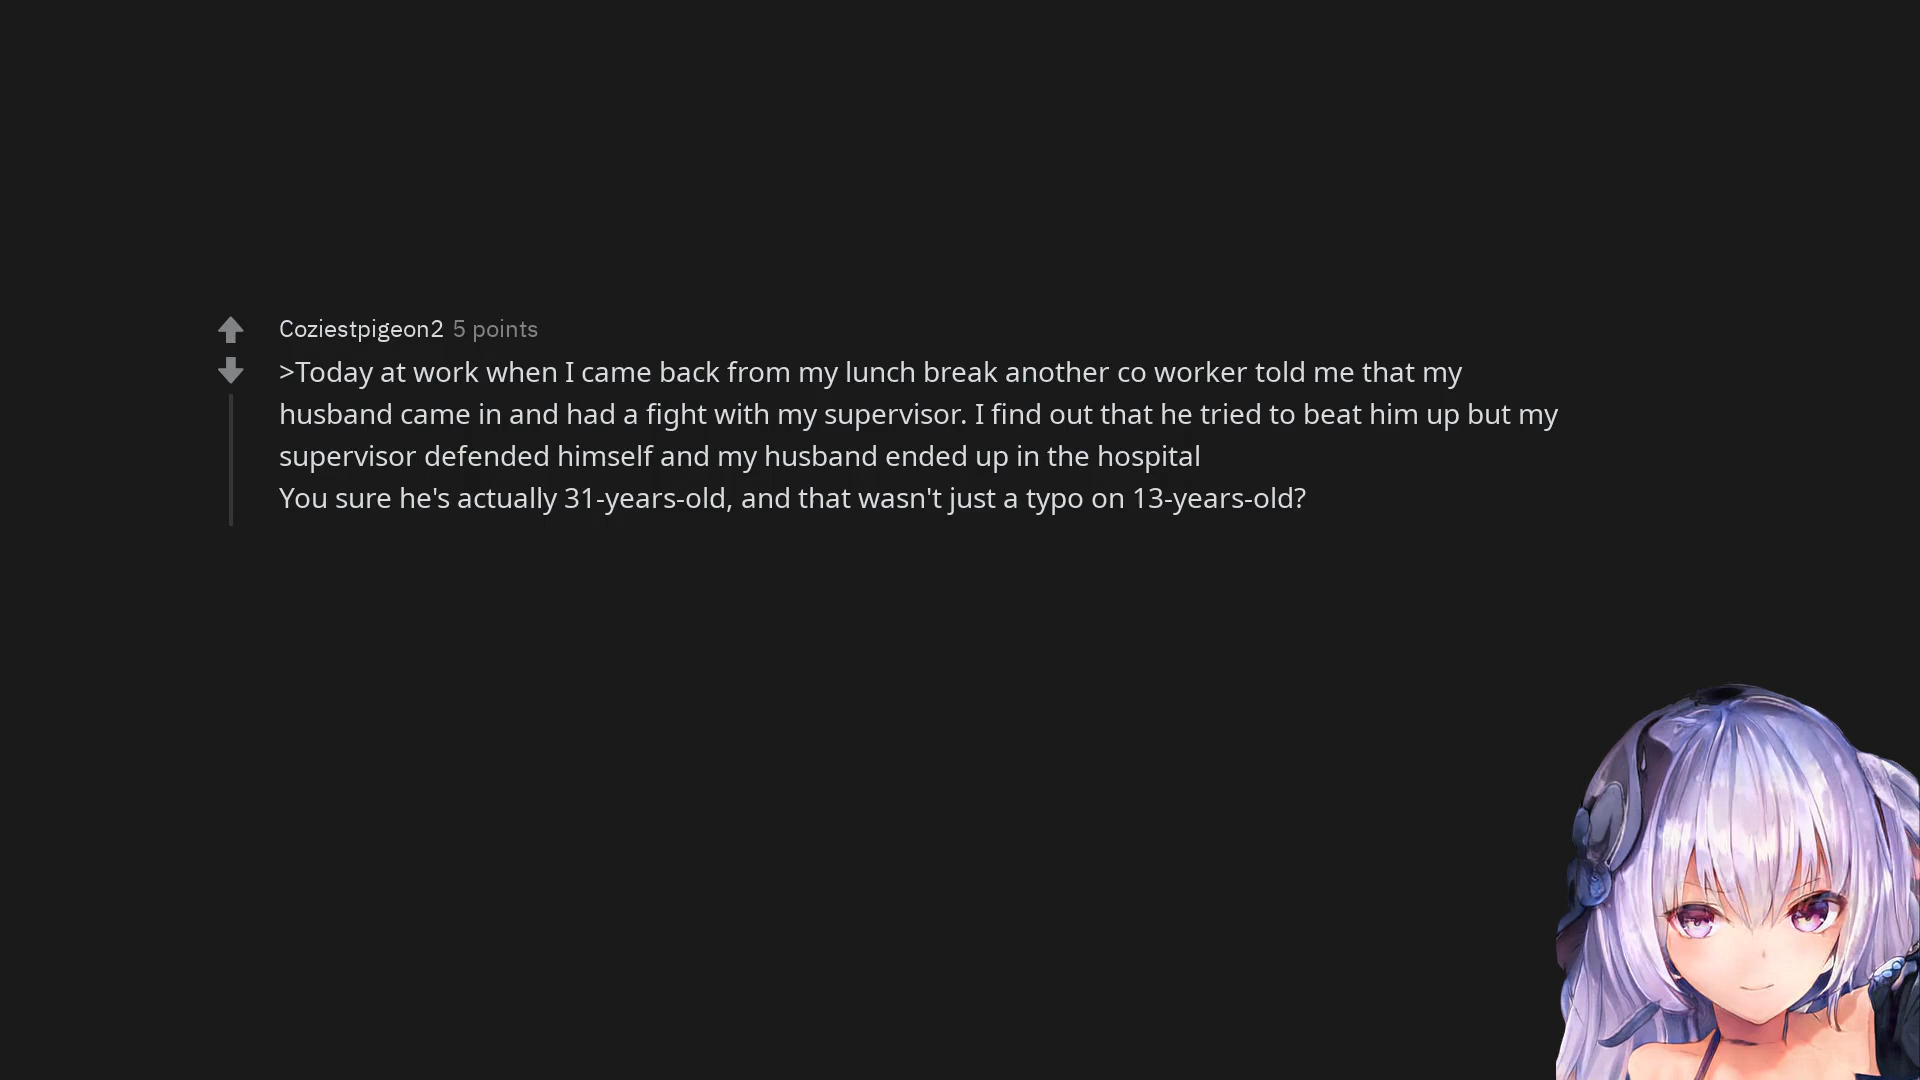 Coziestpigeon2 5 points
>Today at work when I came back from my lunch break another co worker told me that my
husband came in and had a fight with my supervisor. I find out that he tried to beat him up but my
supervisor defended himself and my husband ended up in the hospital
You sure he's actually 31-years-old, and that wasn't just a typo on 13-years-old?